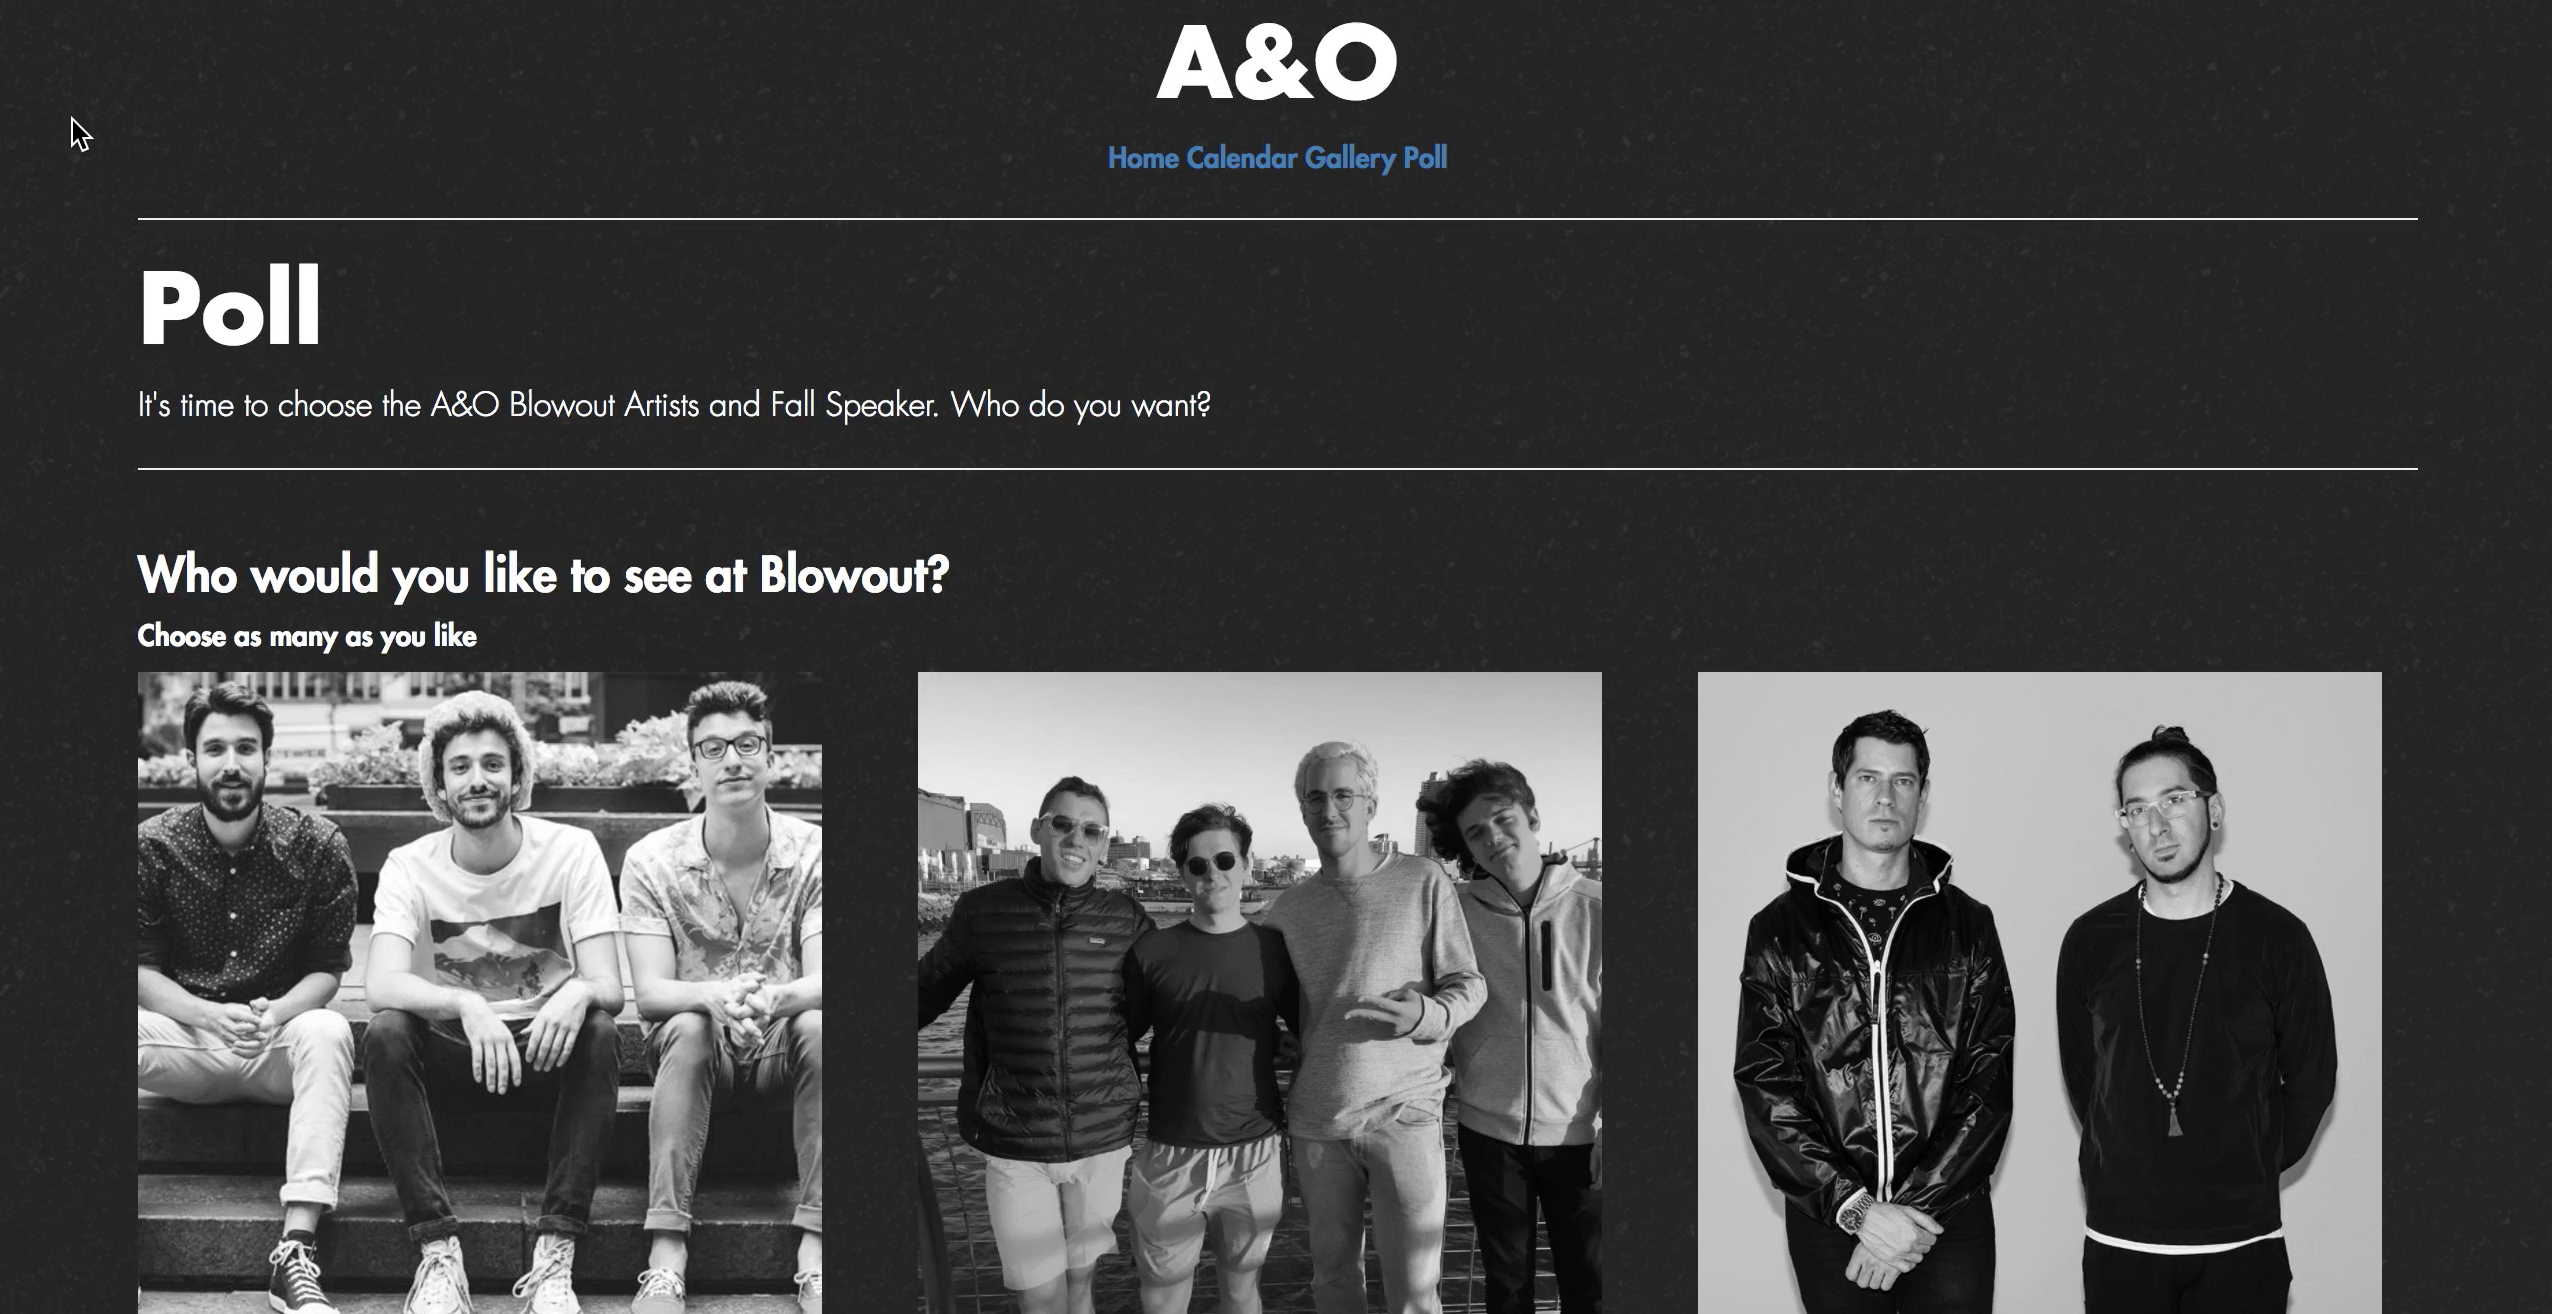 A&O
Home Calendar Gallery Poll
Poll
It's time to choose the A&O Blowout Artists and Fall Speaker. Who do you want?
Who would you like to see at Blowout?
Choose as many as you like